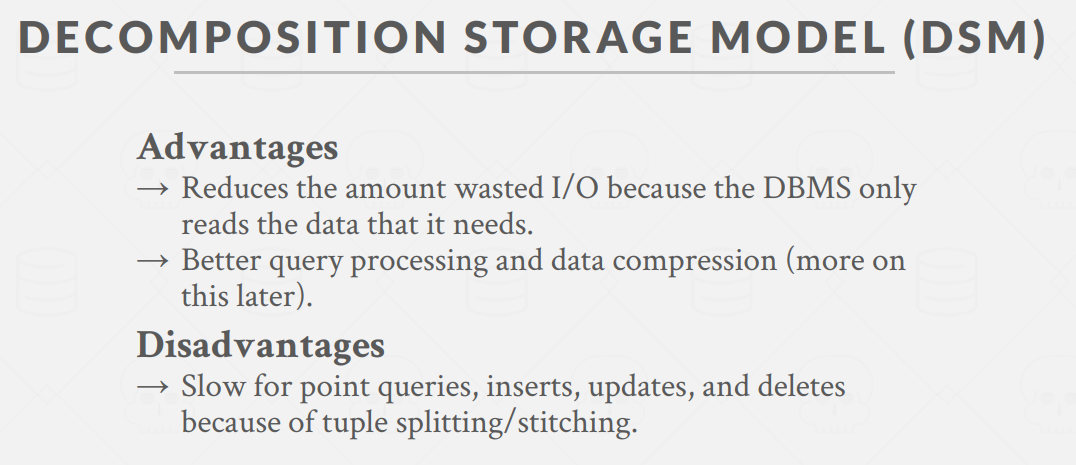 DECOMPOSITION STORAGE MODEL (DSM)
Advantages
→ Reduces the amount wasted I/O because the DBMS only
reads the data that it needs.
→ Better query processing and data compression (more on
this later).
Disadvantages
→ Slow for point queries, inserts, updates, and deletes
because of tuple splitting/stitching.